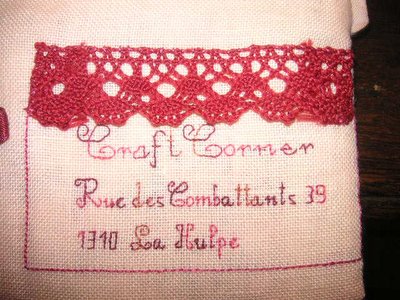 Craft Corner
Rue des Combattants 39
1310 La Hulpe